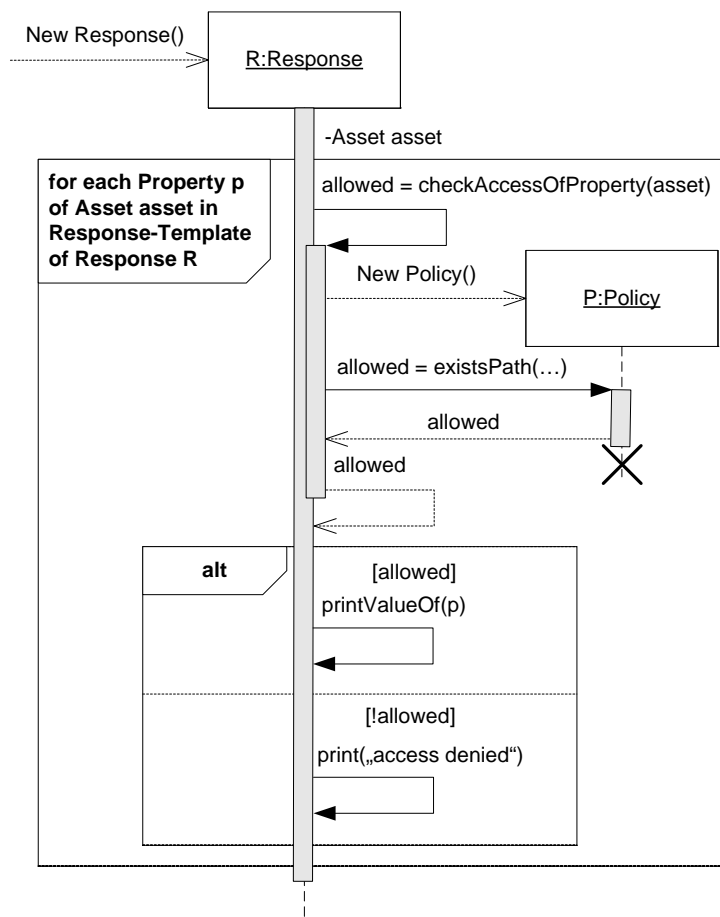 New Response()
R:Response
-Asset asset
for each Property p
of Asset asset in
Response-Template
of Response R
allowed = checkAccessOfProperty(asset)
New Policy()
P:Policy
allowed = existsPath(…)
allowed
allowed
alt
[allowed]
printValueOf(p)
[!allowed]
print(„access denied“)